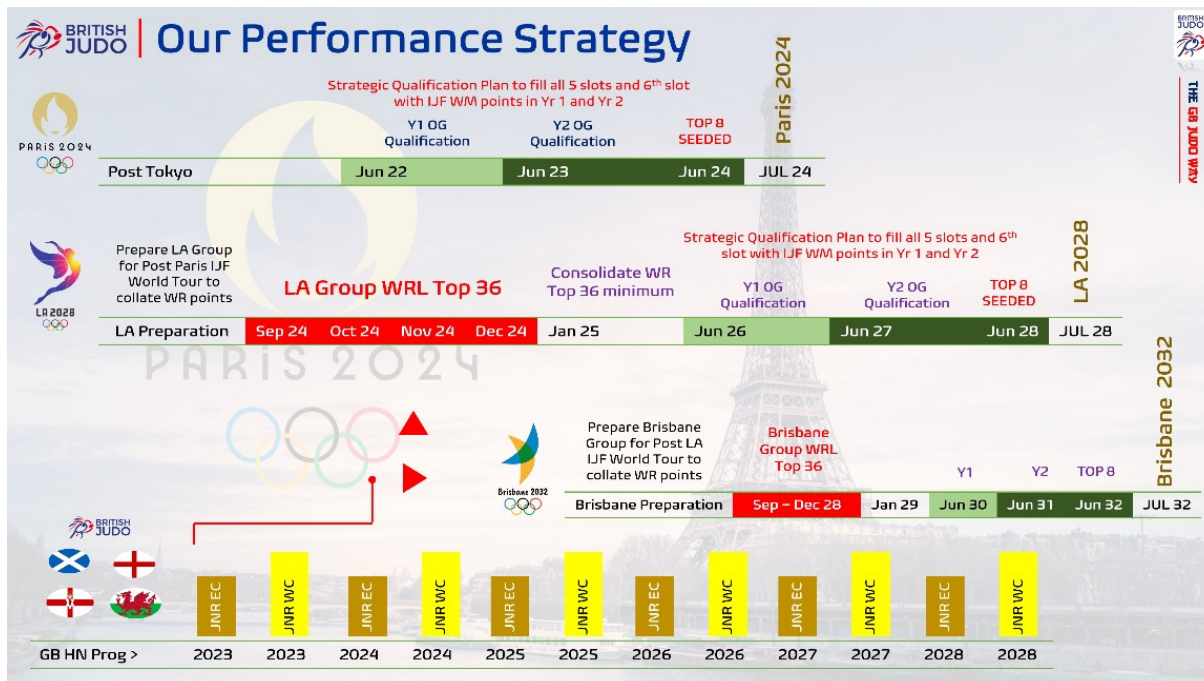 BRITISH
JUDO
Our Performance Strategy
BRITISH
JUDO
THE GB JUDO WAY
Paris 2024
Strategic Qualification Plan to fill all 5 slots and 6th slot
with IJF WM points in Yr 1 and Yr 2
PARIS 2024
Y1 OG
Qualification
Y2 OG
Qualification
TOP 8
SEEDED
Post Tokyo
Jun 22
Jun 23
Jun 24
JUL 24
LA 2028
LA 2028
Prepare LA Group
for Post Paris IJF
World Tour to
collate WR points
LA Group WRL Top 36
Consolidate WR
Top 36 minimum
Strategic Qualification Plan to fill all 5 slots and 6th
slot with IJF WM points in Yr 1 and Yr 2
Y1 OG
Qualification
Y2 OG
Qualification
TOP 8
SEEDED
LA Preparation
Sep 24
Oct 24
Nov 24
Dec 24
Jan 25
Jun 26
Jun 27
Jun 28
JUL 28
PARIS 2024
Brisbane 2032
Brisbane 2032
Prepare Brisbane
Group for Post LA
IJF World Tour to
collate WR points
Brisbane
Group WRL
Top 36
Y1
Y2
TOP 8
Brisbane Preparation
Sep – Dec 28
Jan 29
Jun 30
Jun 31
Jun 32
JUL 32
BRITISH
JUDO
JNR EC
JNR WC
JNR EC
JNR WC
JNR EC
JNR WC
JNR EC
JNR WC
JNR EC
JNR WC
JNR EC
JNR WC
GB HN Prog >
2023
2023
2024
2024
2025
2025
2026
2026
2027
2027
2028
2028